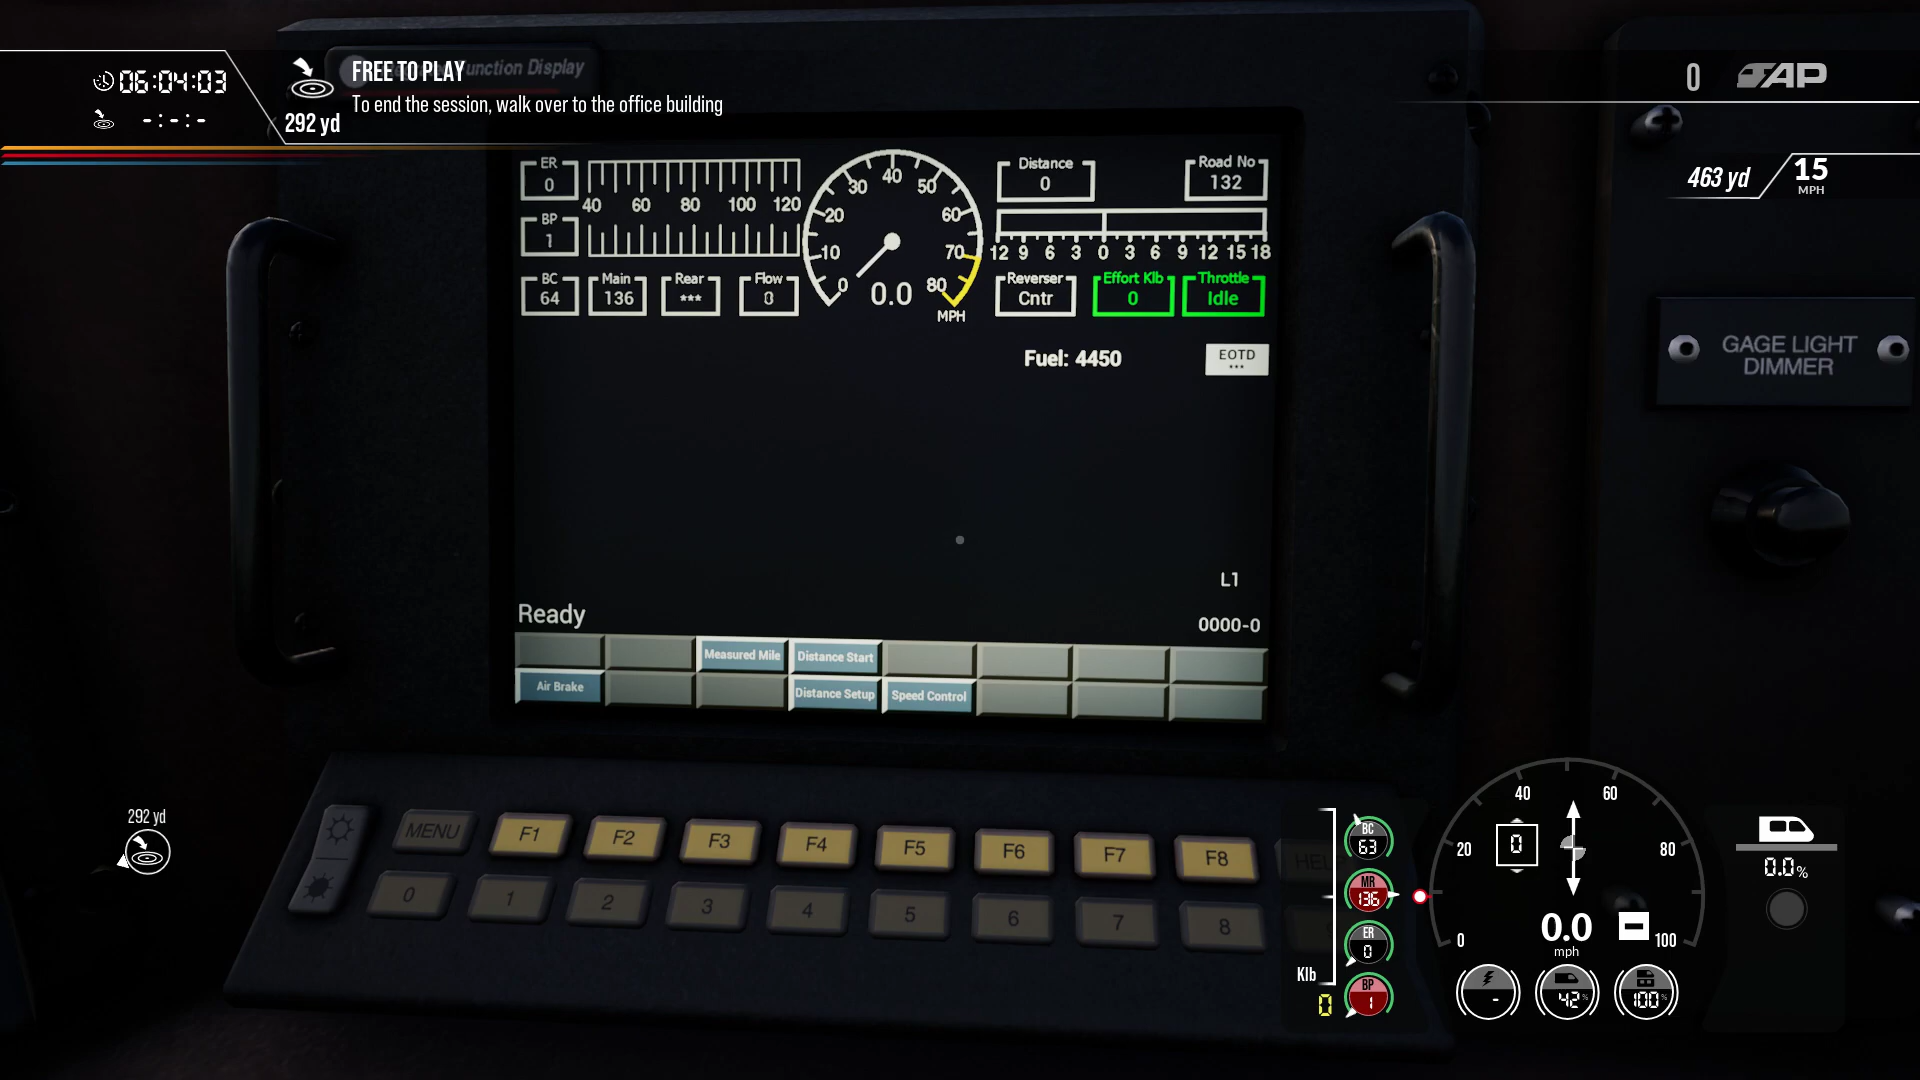 06:04:03
-:-:-
FREE TO PLAY
unction Display
To end the session, walk over to the office building
292 yd
0
AP
463 yd
15
MPH
ER
0
40 60 80 100 120
BP
1
BC
64
Main
136
Rear
***
Flow
0
0 10 20 30 40 50 60 70 80
0.0
MPH
Distance
0
Road No
132
12 9 6 3 0 3 6 9 12 15 18
Reverser
Cntr
Effort Klb
0
Throttle
Idle
Fuel: 4450
EOTD
***
GAGE LIGHT
DIMMER
L1
Ready
0000-0
Measured Mile
Distance Start
Air Brake
Distance Setup
Speed Control
MENU
F1 F2 F3 F4 F5 F6 F7 F8
HELP
0 1 2 3 4 5 6 7 8
292 yd
BC
63
MR
136
ER
0
BP
1
Klb
0
0 20 40 60 80 100
0
0.0
mph
-
42%
100%
0.0%